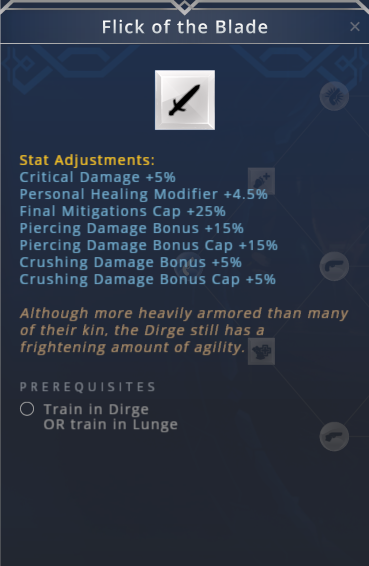 Flick of the Blade
Stat Adjustments:
Critical Damage +5%
Personal Healing Modifier +4.5%
Final Mitigations Cap +25%
Piercing Damage Bonus +15%
Piercing Damage Bonus Cap +15%
Crushing Damage Bonus +5%
Crushing Damage Bonus Cap +5%
Although more heavily armored than many
of their kin, the Dirge still has a
frightening amount of agility.
PREREQUISITES
Train in Dirge
OR train in Lunge